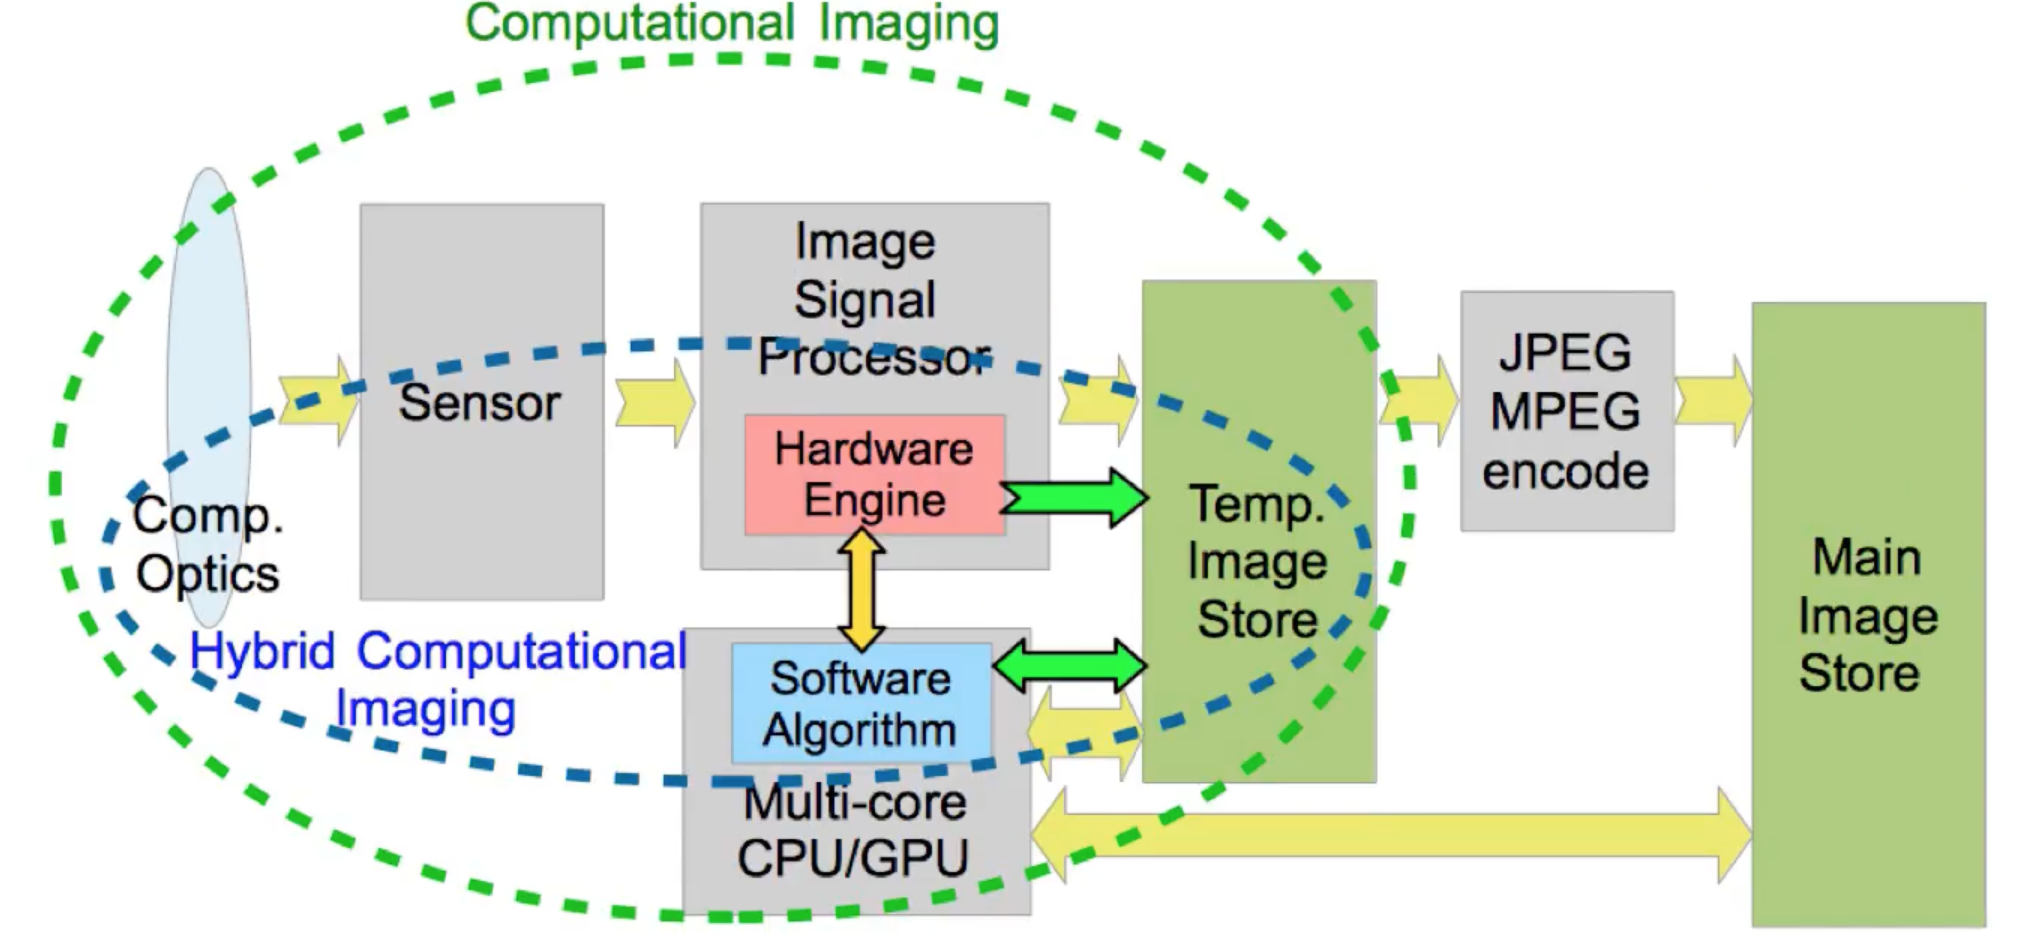 Computational Imaging
Image
Signal
Processor
Sensor
Hardware
Engine
Comp.
Optics
Hybrid Computational
Imaging
Software
Algorithm
Multi-core
CPU/GPU
Temp.
Image
Store
JPEG
MPEG
encode
Main
Image
Store